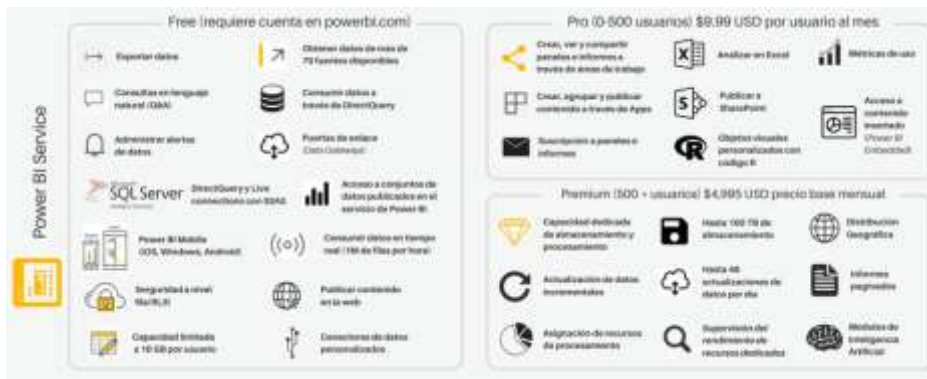 Power BI Service
Free (requiere cuenta en powerbi.com)
Exportar datos
Obtener datos de más de
70 fuentes disponibles
Consultas en lenguaje
natural (Q&A)
Consumir datos a
través de DirectQuery
Administrar alertas
de datos
Puertas de enlace
(Data Gateways)
SQL Server
DirectQuery y Live
connections con SSAS
Acceso a conjuntos de
datos publicados en el
servicio de Power BI
Power BI Mobile
(iOS, Windows, Android)
Consumir datos en tiempo
real (1M de filas por hora)
Seguridad a nivel
fila (RLS)
Publicar contenido
en la web
Capacidad limitada
a 10 GB por usuario
Conectores de datos
personalizados
Pro (0-500 usuarios) $9.99 USD por usuario al mes
Crear, ver y compartir
paneles e informes a
través de áreas de trabajo
Analizar en Excel
Métricas de uso
Crear, agrupar y publicar
contenido a través de Apps
Publicar a
SharePoint
Acceso a
contenido
insertado
(Power BI
Embedded)
Suscripción a paneles e
informes
Objetos visuales
personalizados con
código R
Premium (500 + usuarios) $4,995 USD precio base mensual
Capacidad dedicada
de almacenamiento y
procesamiento
Hasta 100 TB de
almacenamiento
Distribución
Geográfica
Actualización de datos
incrementales
Hasta 48
actualizaciones de
datos por día
Informes
paginados
Asignación de recursos
de procesamiento
Supervisión del
rendimiento de
recursos dedicados
Módulos de
Inteligencia
Artificial